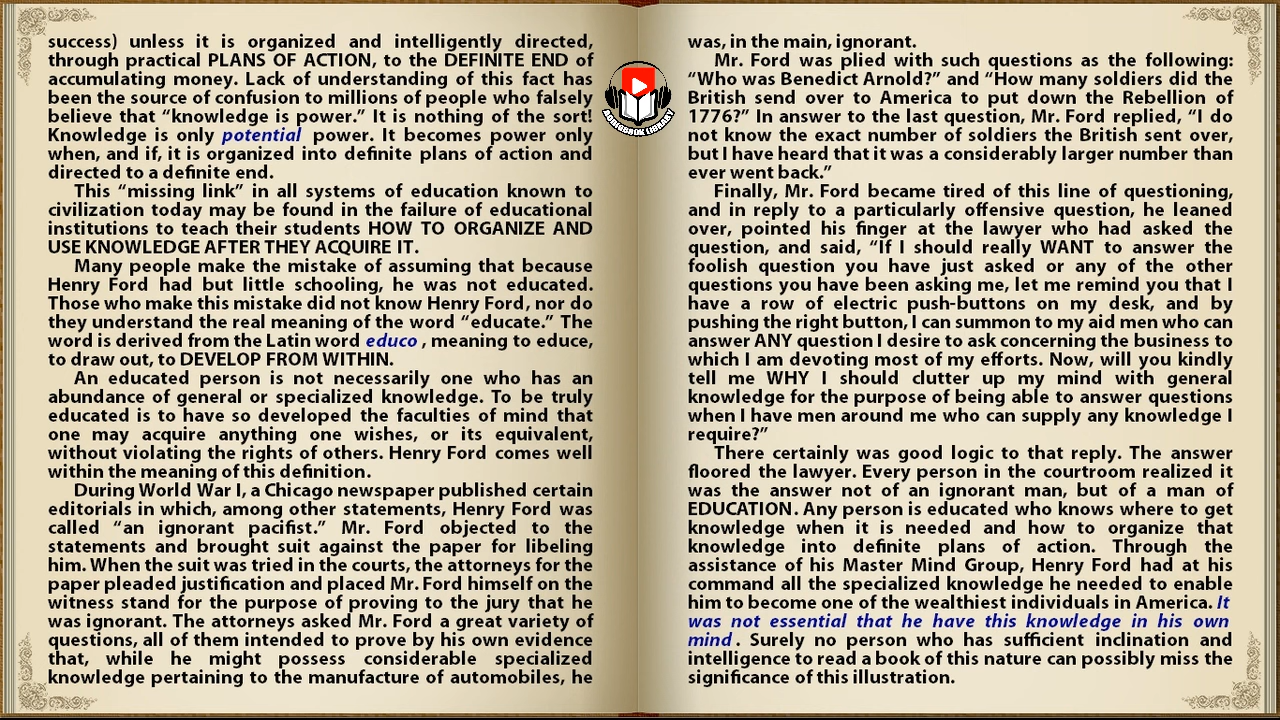 success) unless it is organized and intelligently directed,
through practical PLANS OF ACTION, to the DEFINITE END of
accumulating money. Lack of understanding of this fact has
been the source of confusion to millions of people who falsely
believe that “knowledge is power.” It is nothing of the sort!
Knowledge is only potential power. It becomes power only
when, and if, it is organized into definite plans of action and
directed to a definite end.
This “missing link” in all systems of education known to
civilization today may be found in the failure of educational
institutions to teach their students HOW TO ORGANIZE AND
USE KNOWLEDGE AFTER THEY ACQUIRE IT.
Many people make the mistake of assuming that because
Henry Ford had but little schooling, he was not educated.
Those who make this mistake did not know Henry Ford, nor do
they understand the real meaning of the word “educate.” The
word is derived from the Latin word educo , meaning to educe,
to draw out, to DEVELOP FROM WITHIN.
An educated person is not necessarily one who has an
abundance of general or specialized knowledge. To be truly
educated is to have so developed the faculties of mind that
one may acquire anything one wishes, or its equivalent,
without violating the rights of others. Henry Ford comes well
within the meaning of this definition.
During World War I, a Chicago newspaper published certain
editorials in which, among other statements, Henry Ford was
called “an ignorant pacifist.” Mr. Ford objected to the
statements and brought suit against the paper for libeling
him. When the suit was tried in the courts, the attorneys for the
paper pleaded justification and placed Mr. Ford himself on the
witness stand for the purpose of proving to the jury that he
was ignorant. The attorneys asked Mr. Ford a great variety of
questions, all of them intended to prove by his own evidence
that, while he might possess considerable specialized
knowledge pertaining to the manufacture of automobiles, he
was, in the main, ignorant.
Mr. Ford was plied with such questions as the following:
“Who was Benedict Arnold?” and “How many soldiers did the
British send over to America to put down the Rebellion of
1776?” In answer to the last question, Mr. Ford replied, “I do
not know the exact number of soldiers the British sent over,
but I have heard that it was a considerably larger number than
ever went back.”
Finally, Mr. Ford became tired of this line of questioning,
and in reply to a particularly offensive question, he leaned
over, pointed his finger at the lawyer who had asked the
question, and said, “If I should really WANT to answer the
foolish question you have just asked or any of the other
questions you have been asking me, let me remind you that I
have a row of electric push-buttons on my desk, and by
pushing the right button, I can summon to my aid men who can
answer ANY question I desire to ask concerning the business to
which I am devoting most of my efforts. Now, will you kindly
tell me WHY I should clutter up my mind with general
knowledge for the purpose of being able to answer questions
when I have men around me who can supply any knowledge I
require?”
There certainly was good logic to that reply. The answer
floored the lawyer. Every person in the courtroom realized it
was the answer not of an ignorant man, but of a man of
EDUCATION. Any person is educated who knows where to get
knowledge when it is needed and how to organize that
knowledge into definite plans of action. Through the
assistance of his Master Mind Group, Henry Ford had at his
command all the specialized knowledge he needed to enable
him to become one of the wealthiest individuals in America. It
was not essential that he have this knowledge in his own
mind . Surely no person who has sufficient inclination and
intelligence to read a book of this nature can possibly miss the
significance of this illustration.
AUDIOBOOK LIBRARY